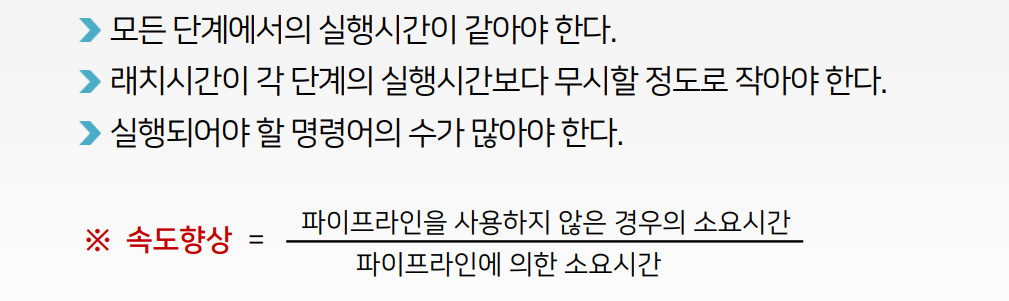 모든 단계에서의 실행시간이 같아야 한다.
래치시간이 각 단계의 실행시간보다 무시할 정도로 작아야 한다.
실행되어야 할 명령어의 수가 많아야 한다.
파이프라인을 사용하지 않은 경우의 소요시간
※ 속도향상 =
파이프라인에 의한 소요시간